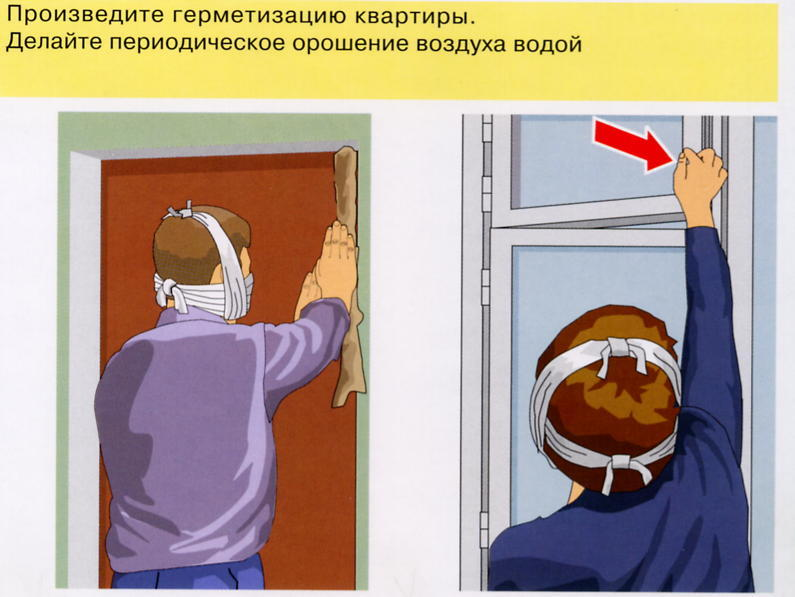 Произведите герметизацию квартиры.
Делайте периодическое орошение воздуха водой